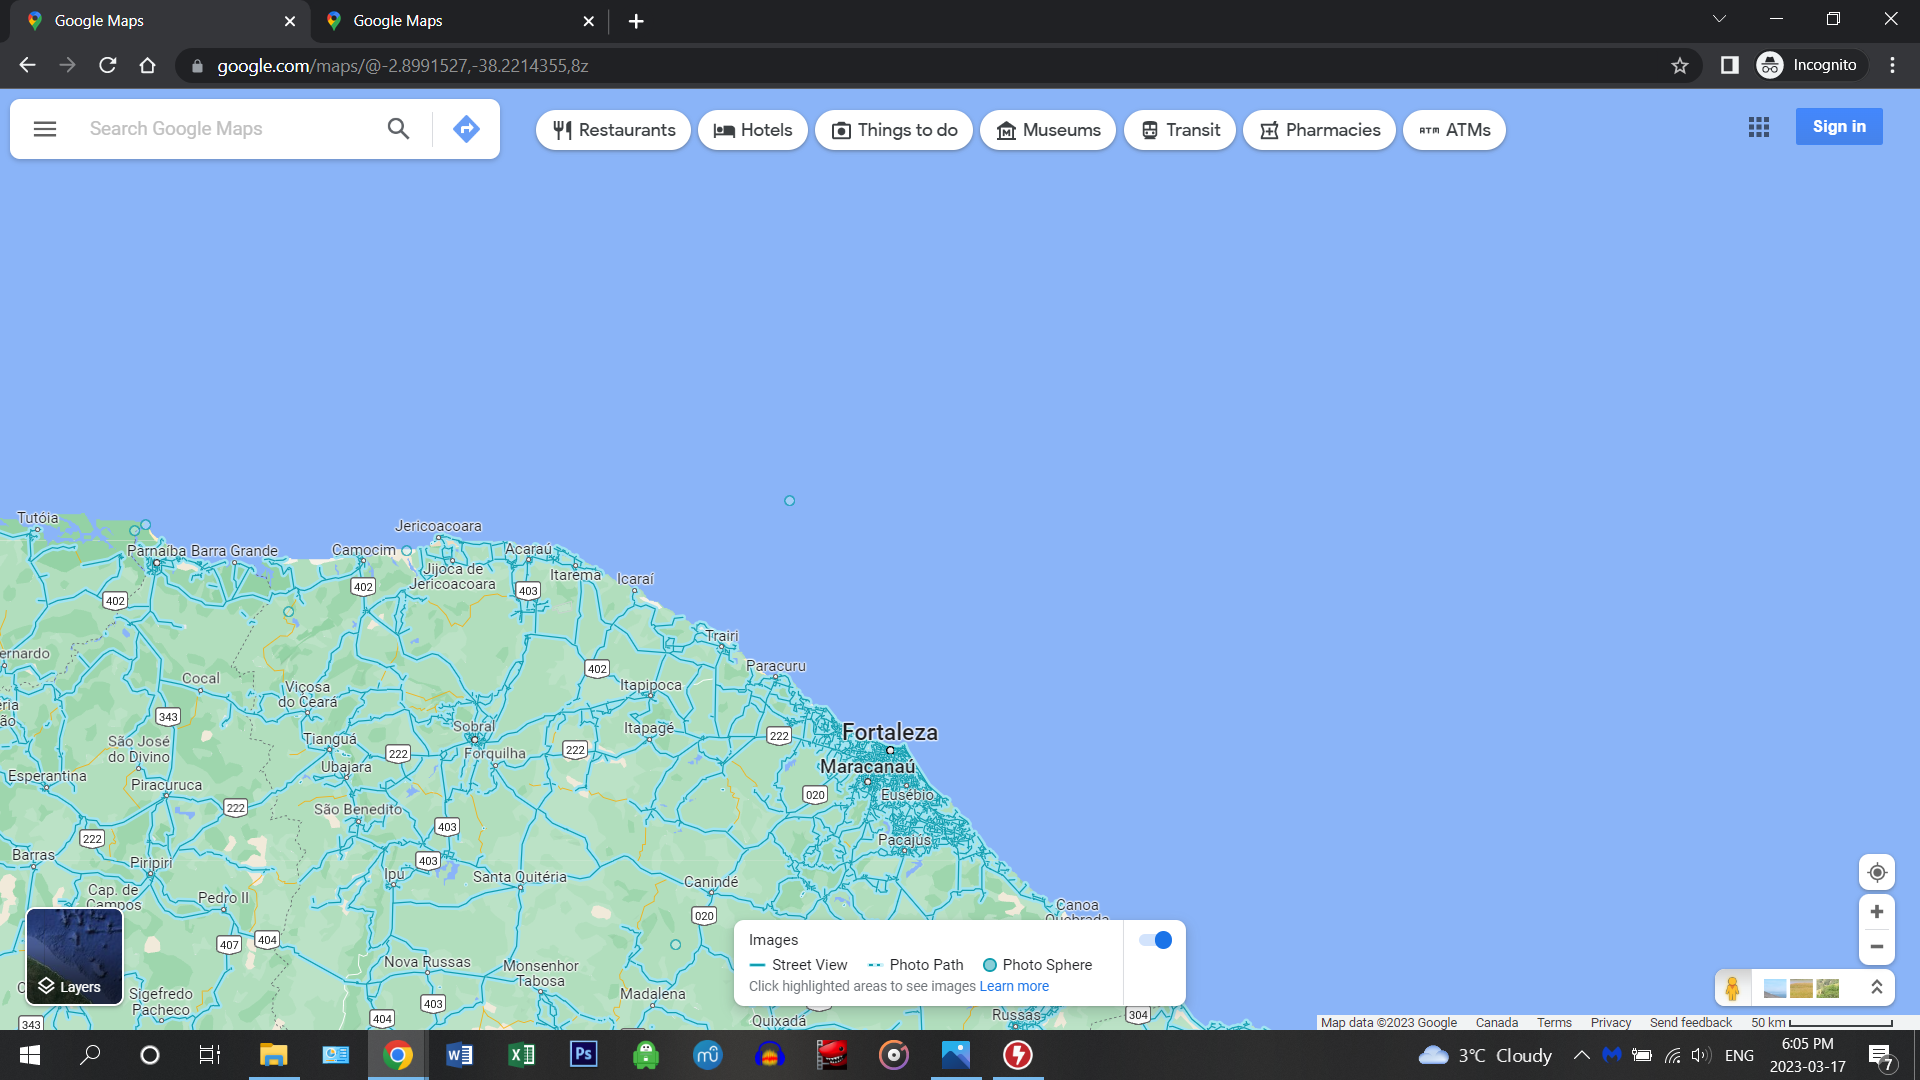 Google Maps
Google Maps
google.com/maps/@-2.8991527,-38.2214355,8z
Incognito
Search Google Maps
Restaurants
Hotels
Things to do
Museums
Transit
Pharmacies
ATM ATMs
Sign in
Tutóia
Jericoacoara
Parnaíba
Barra Grande
Camocim
Acaraú
Jijoca de
Jericoacoara
Itarema
Icaraí
402
402
403
Trairi
ernardo
Paracuru
402
Cocal
Viçosa
do Ceará
Itapipoca
343
Sobral
Itapagé
Fortaleza
222
São José
do Divino
Tianguá
222
Forquilha
222
Ubajara
Maracanaú
Esperantina
Piracuruca
020
Eusébio
222
São Benedito
403
222
Pacajus
Barras
Piripiri
403
Ipu
Santa Quitéria
Canindé
Cap. de
Campos
Pedro II
Canoa
Quebrada
020
407
404
Nova Russas
Monsenhor
Tabosa
Madalena
Sigefredo
Pacheco
403
404
343
Quixadá
Russas
304
Layers
Images
Street View
Photo Path
Photo Sphere
Click highlighted areas to see images Learn more
Map data ©2023 Google
Canada
Terms
Privacy
Send feedback
50 km
3°C Cloudy
ENG
6:05 PM
2023-03-17
7